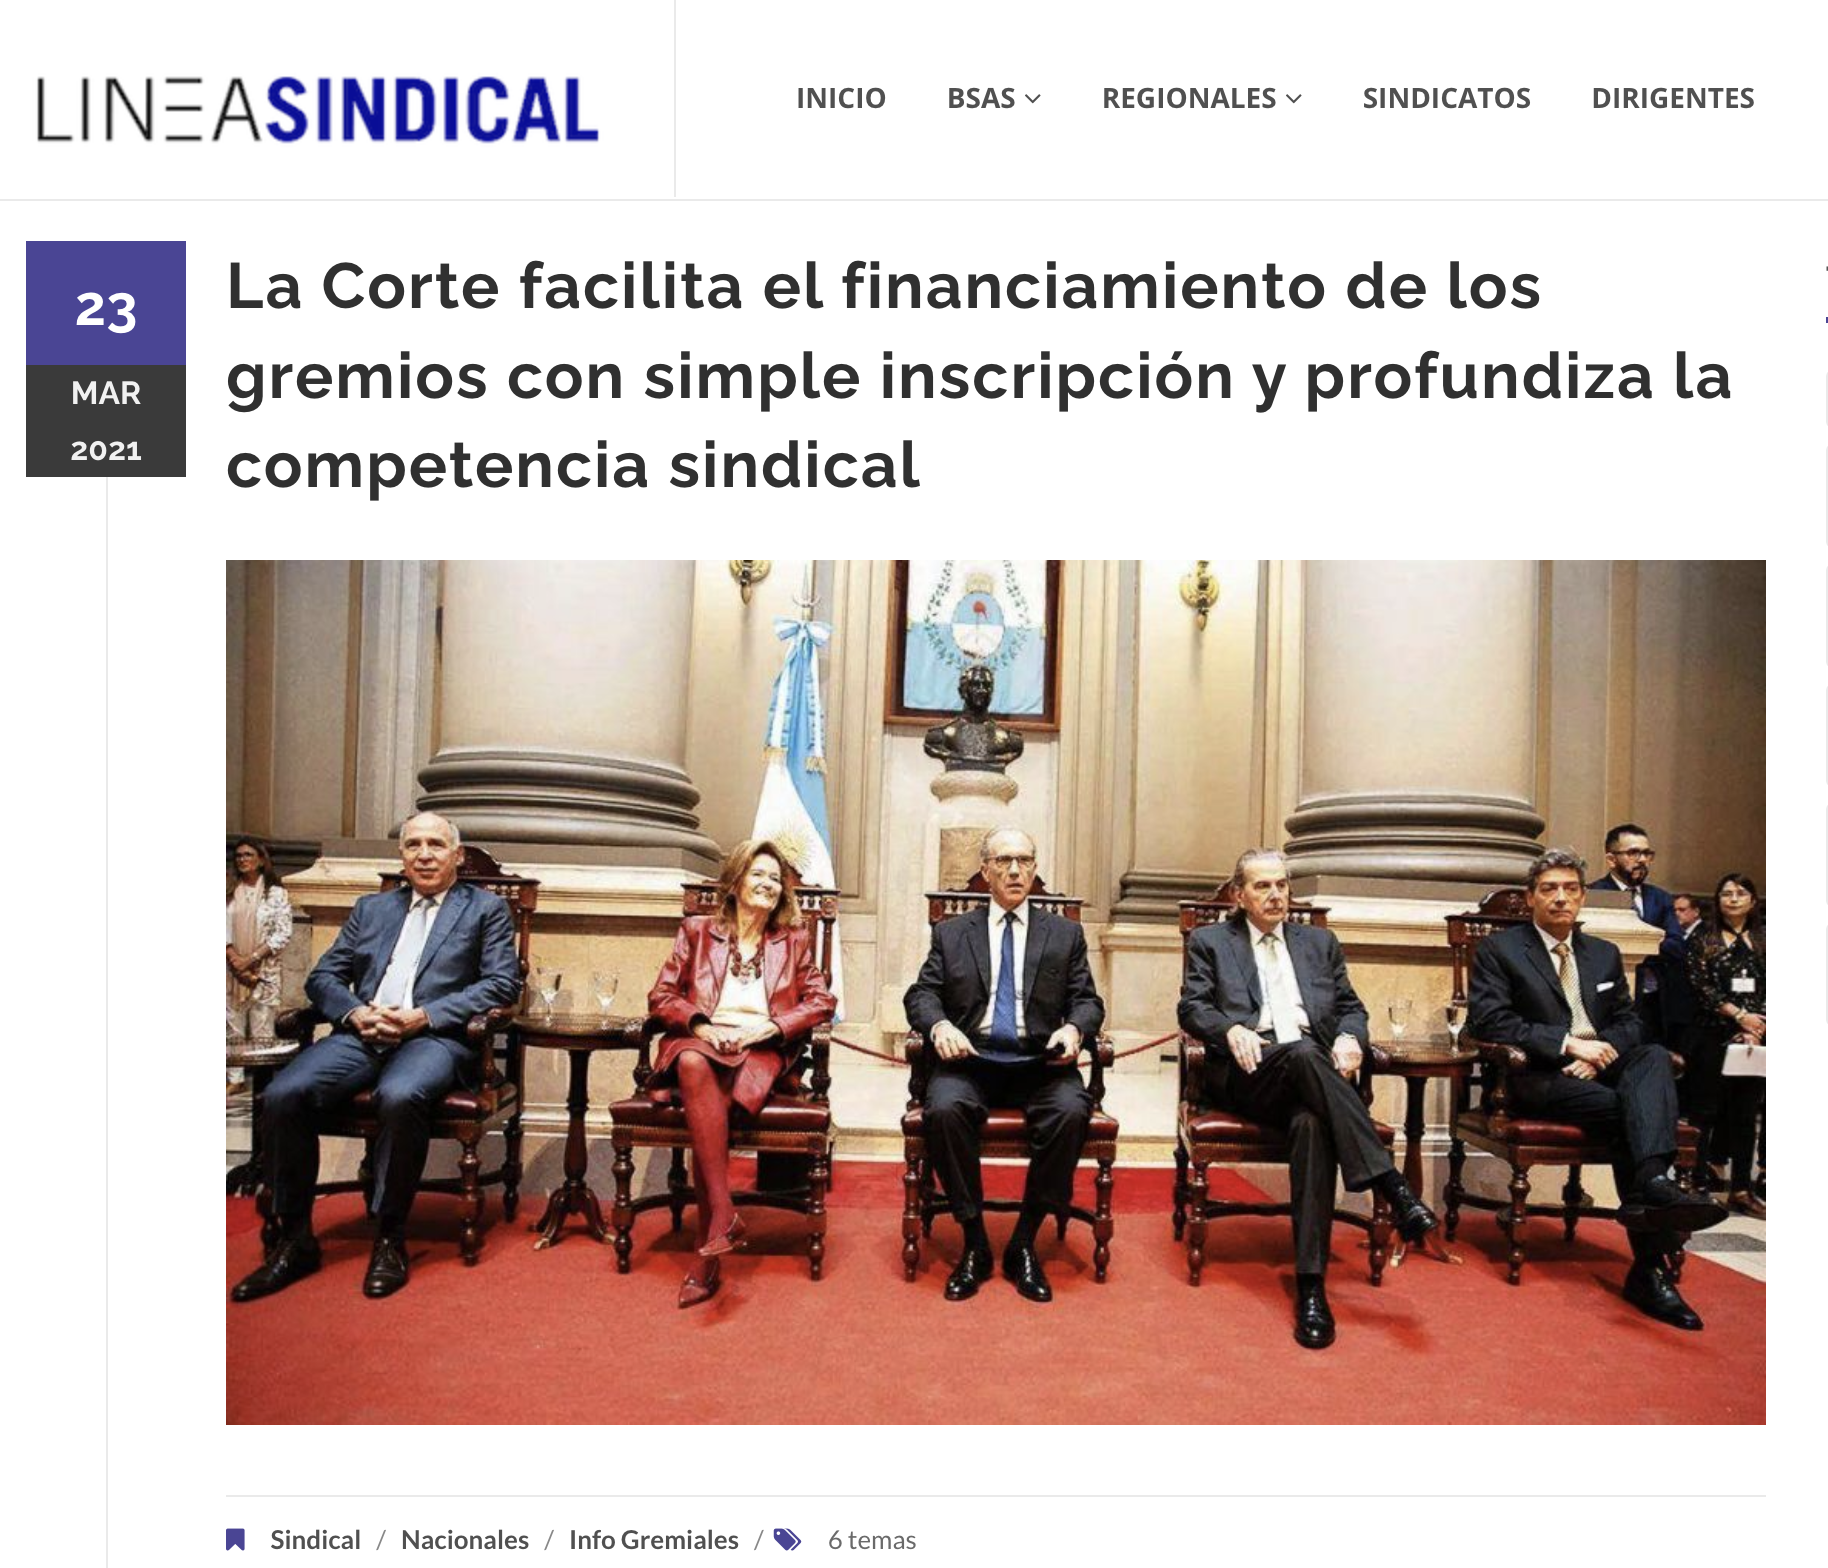 LINEASINDICAL
INICIO BSAS REGIONALES SINDICATOS DIRIGENTES
23
MAR
2021
La Corte facilita el financiamiento de los
gremios con simple inscripción y profundiza la
competencia sindical
Sindical / Nacionales / Info Gremiales / 6 temas